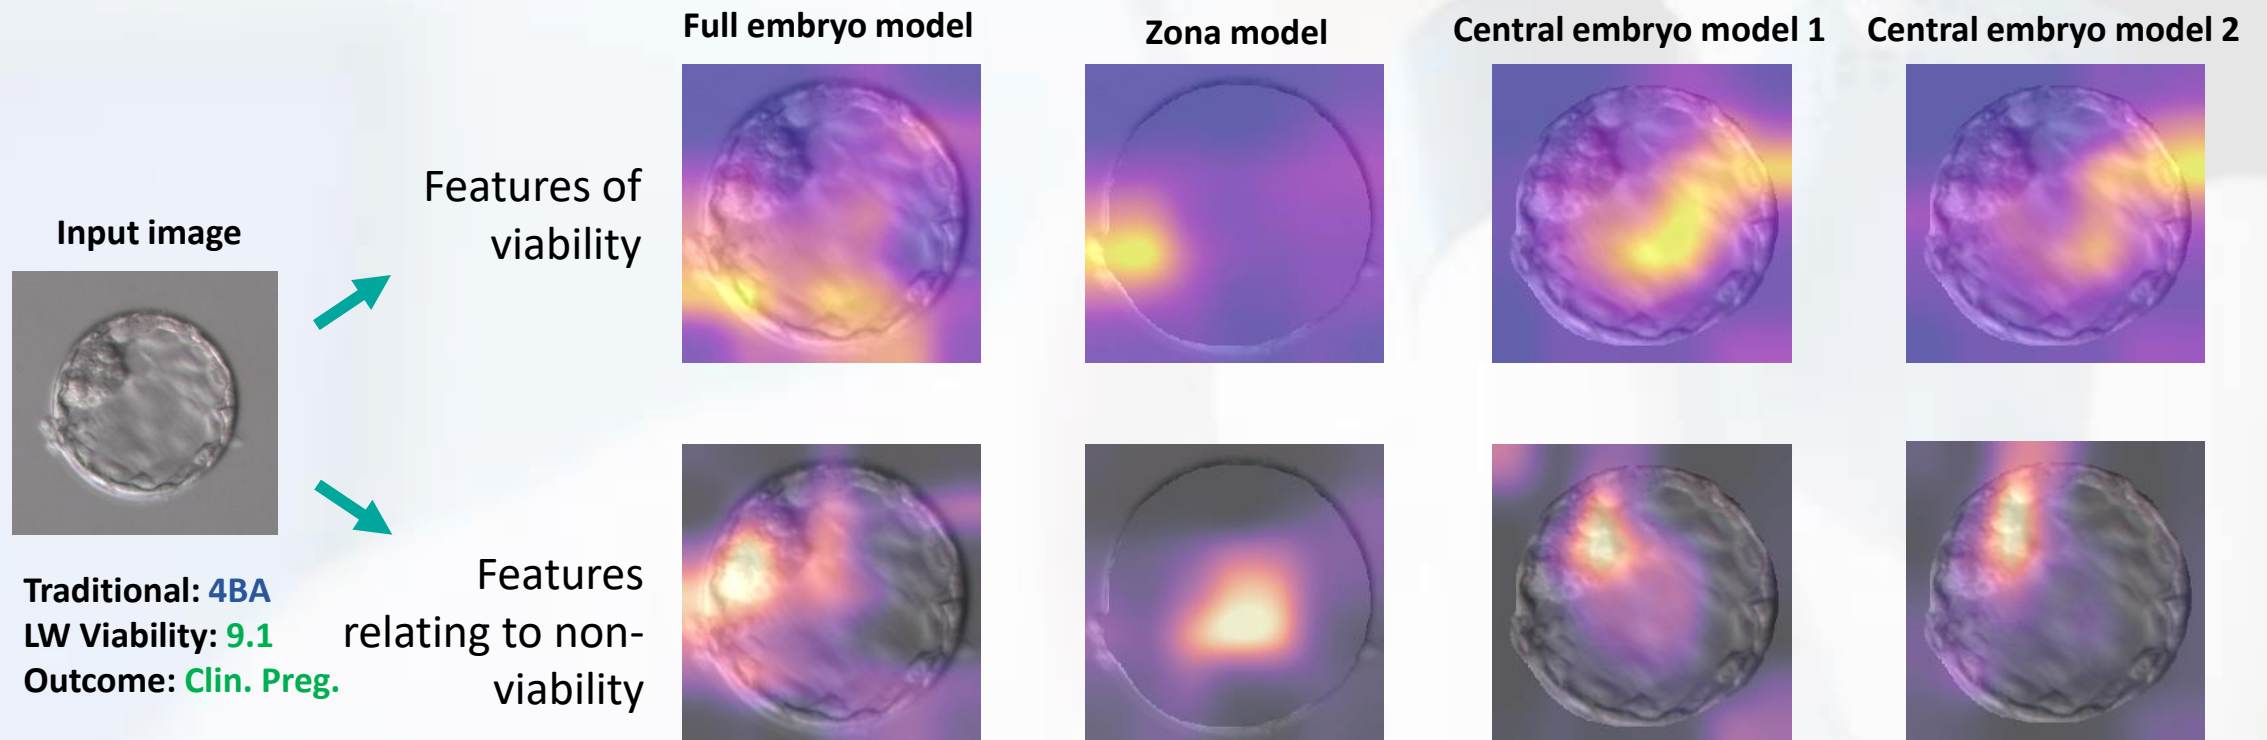 Full embryo model
Zona model
Central embryo model 1
Central embryo model 2
Features of
viability
Input image
Traditional: 4BA
LW Viability: 9.1
Outcome: Clin. Preg.
Features
relating to non-
viability